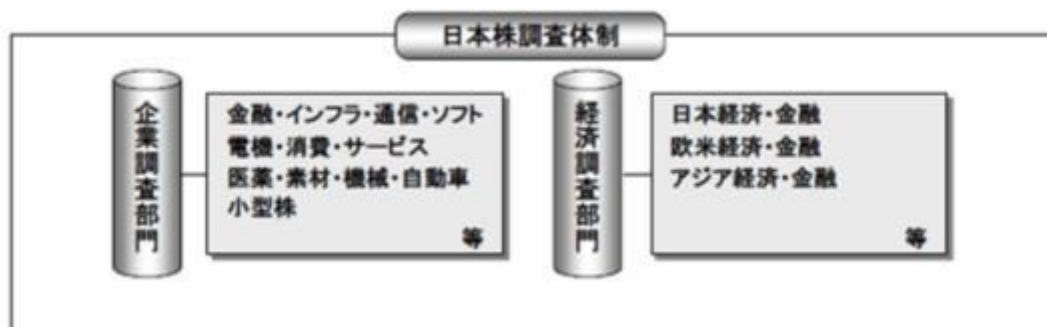 日本株調査体制
企業調査部門
金融・インフラ・通信・ソフト
電機・消費・サービス
医薬・素材・機械・自動車
小型株
等
経済調査部門
日本経済・金融
欧米経済・金融
アジア経済・金融
等